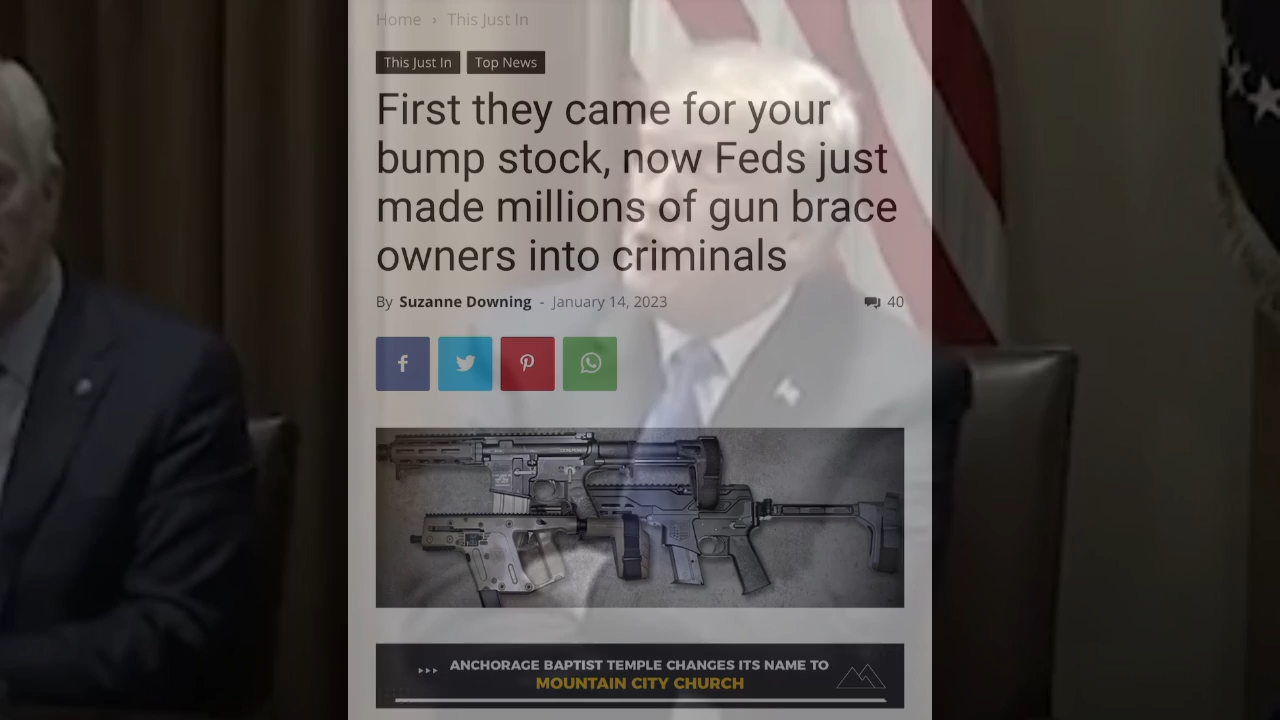 Home › This Just In
This Just In Top News
First they came for your
bump stock, now Feds just
made millions of gun brace
owners into criminals
By Suzanne Downing - January 14, 2023 40
ANCHORAGE BAPTIST TEMPLE CHANGES ITS NAME TO
MOUNTAIN CITY CHURCH